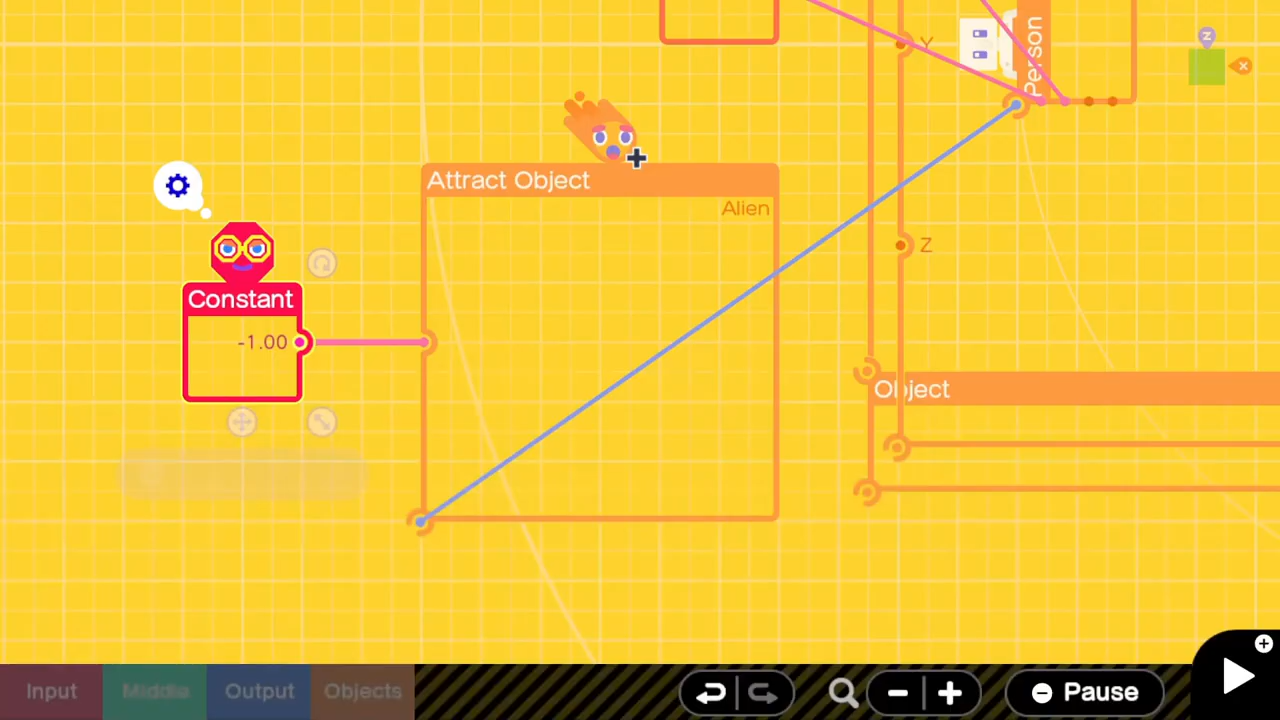 Y
Person
Z
X
Attract Object
Alien
Z
Constant
-1.00
Object
Input
Middle
Output
Objects
Pause